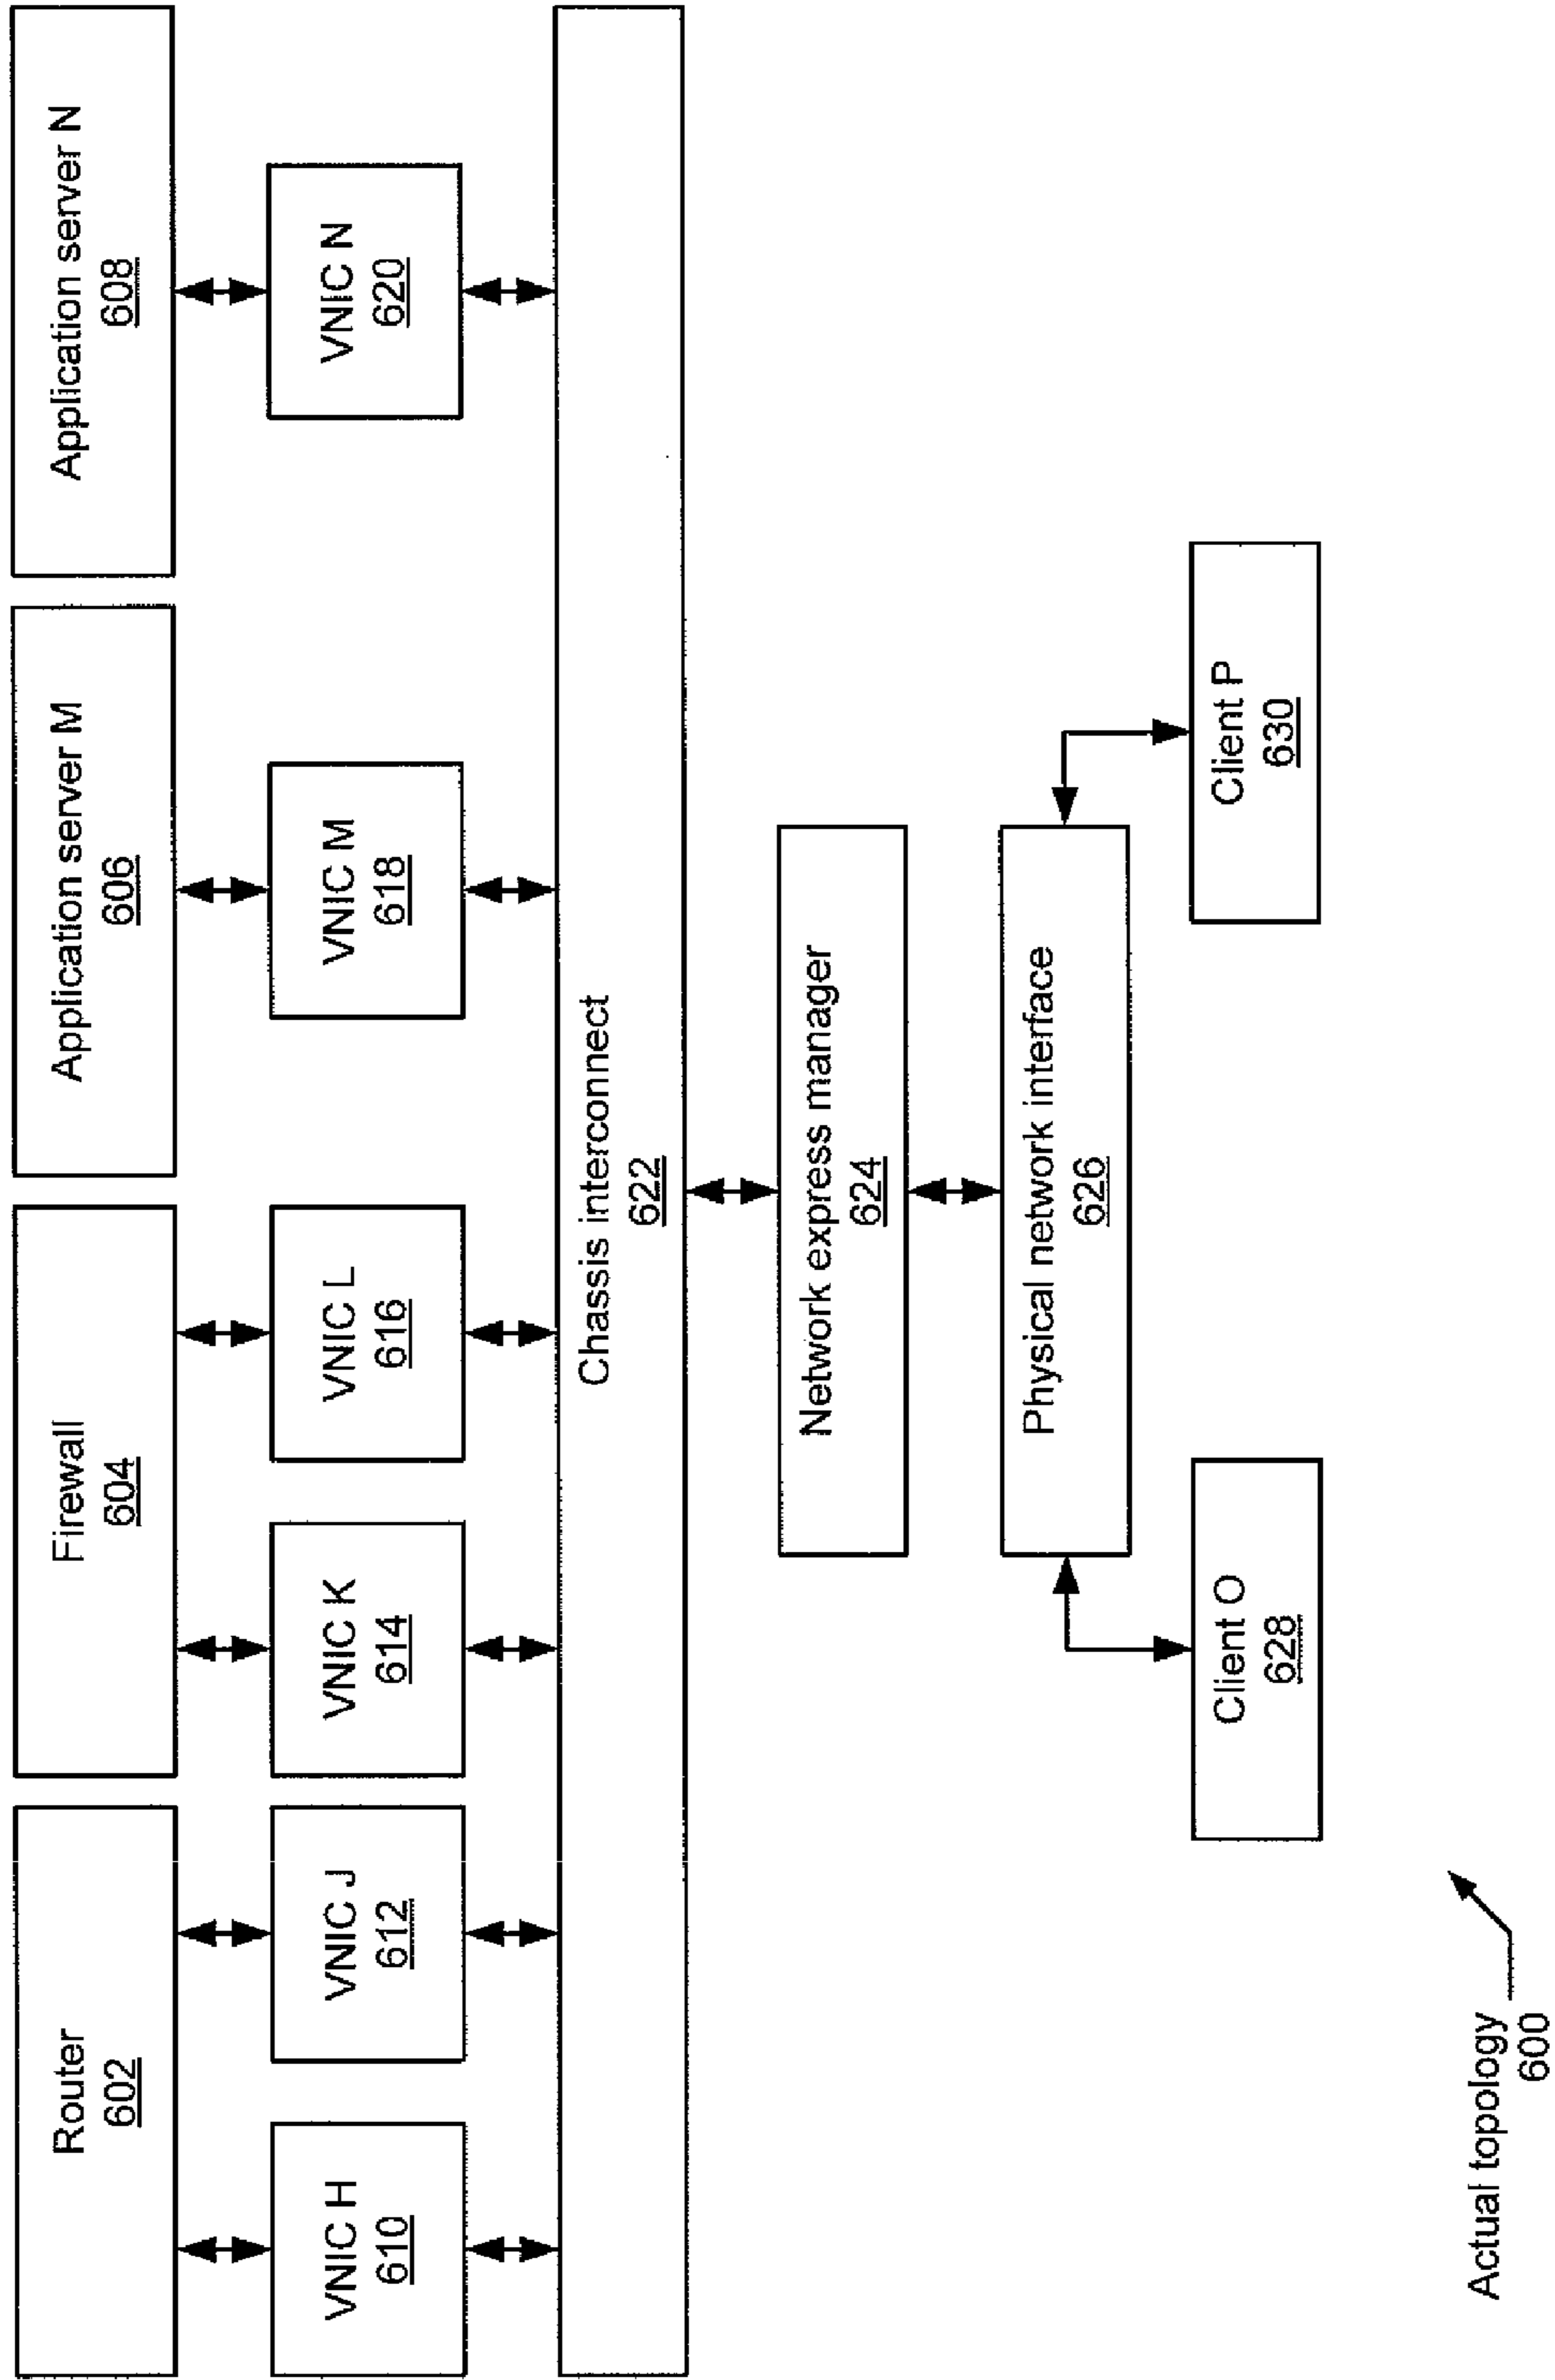 Router
602
Firewall
604
Application server M
606
Application server N
608
VNIC H
610
VNIC J
612
VNIC K
614
VNIC L
616
VNIC M
618
VNIC N
620
Chassis interconnect
622
Network express manager
624
Physical network interface
626
Client O
628
Client P
630
Actual topology
600